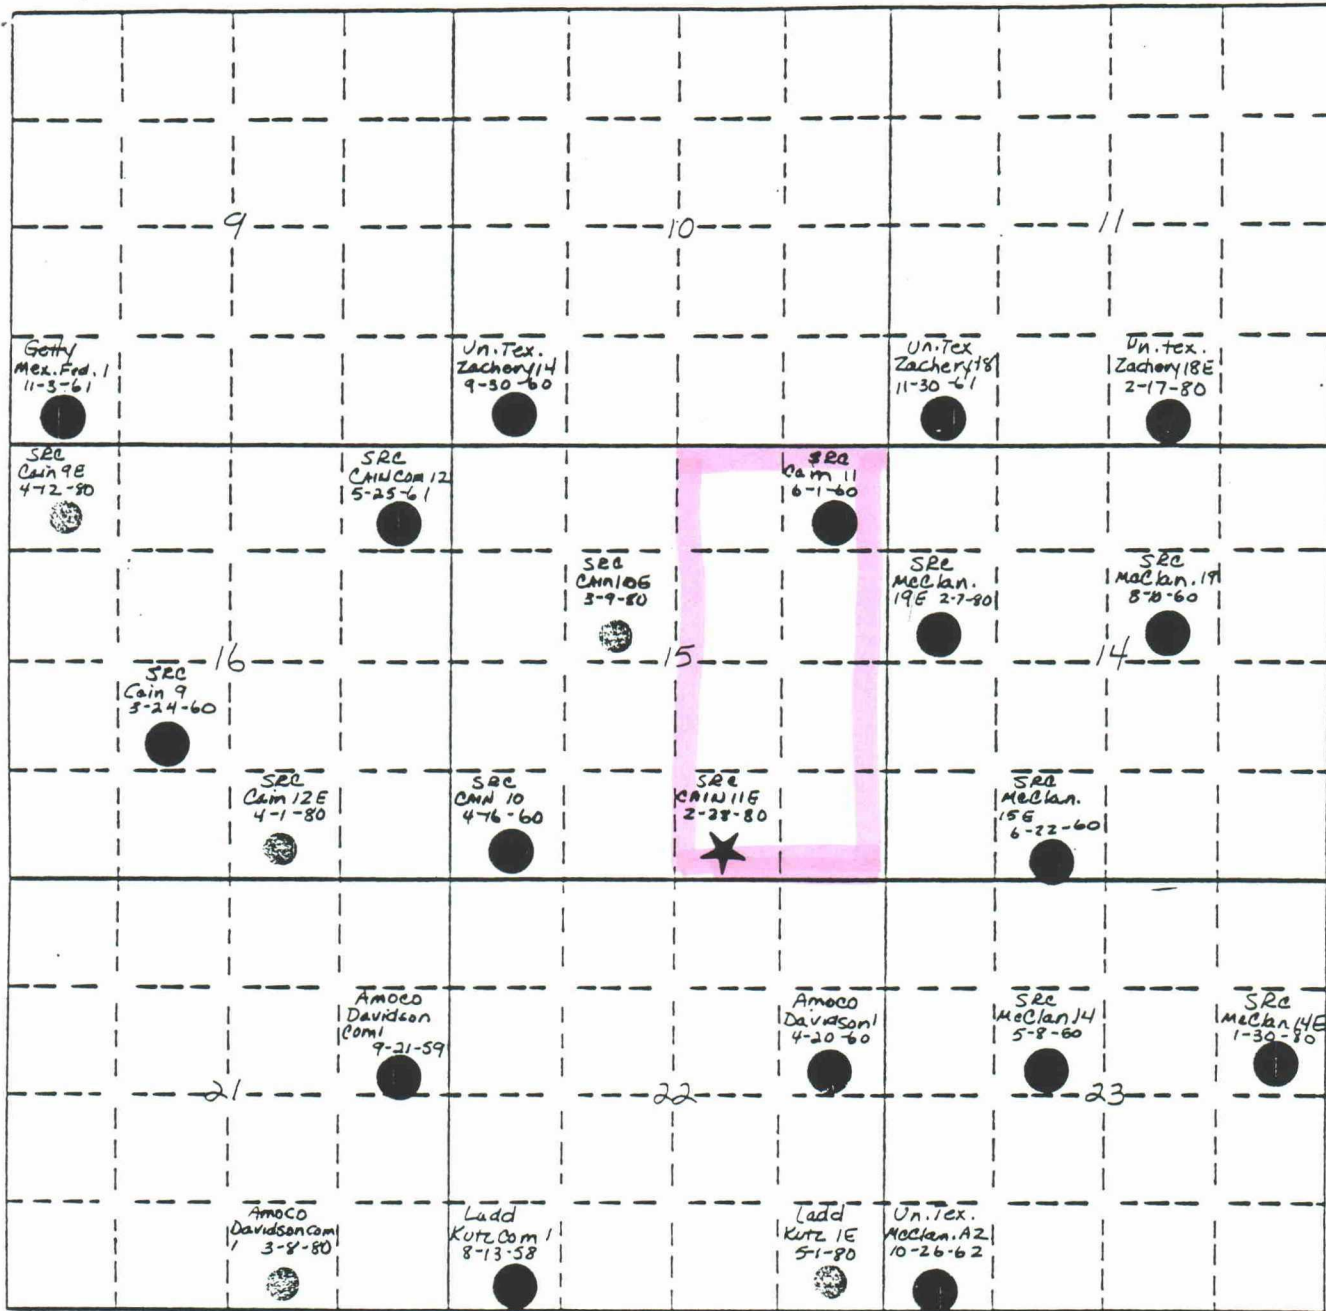 9
10
11
Getty
Mex. Fed. 1
11-3-61
Un. Tex.
Zachery 14
9-30-60
Un. Tex
Zachery 18
11-30-61
Un. tex.
Zachery 18E
2-17-80
SRC
Cain 9E
4-12-80
SRC
CAIN COM 12
5-25-61
SRC
Cain 11
6-1-60
SRC
CAIN 10E
3-9-80
SRC
McClan.
19E 2-7-80
SRC
McClan. 19
8-10-60
16
15
14
SRC
Cain 9
3-24-60
SRC
Cain 12E
4-1-80
SRC
CAIN 10
4-16-60
SRC
CAIN 11E
2-28-80
SRC
McClan.
15E
6-22-60
Amoco
Davidson
Com 1
9-21-59
Amoco
Davidson 1
4-20-60
SRC
McClan 14
5-8-60
SRC
McClan 14E
1-30-80
21
22
23
Amoco
Davidson com
1 3-8-80
Ladd
Kutz Com 1
8-13-58
Ladd
Kutz 1E
5-1-80
Un. Tex.
McClan. A2
10-26-62